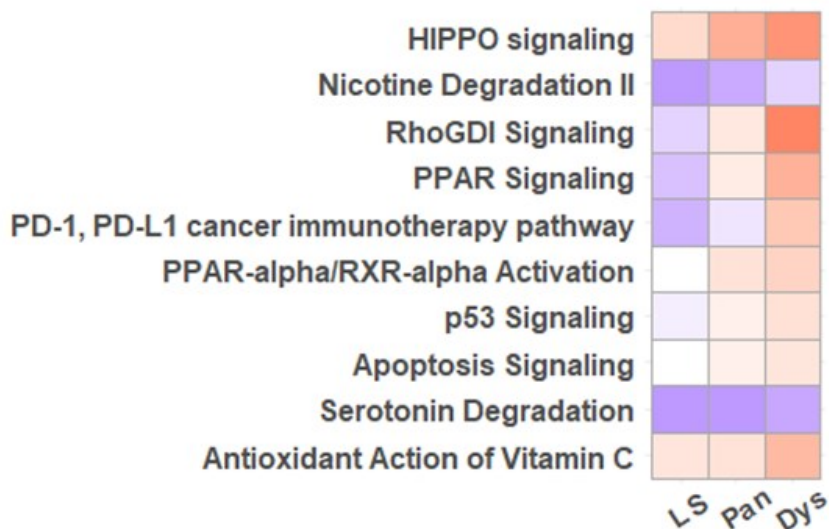 HIPPO signaling
Nicotine Degradation II
RhoGDI Signaling
PPAR Signaling
PD-1, PD-L1 cancer immunotherapy pathway
PPAR-alpha/RXR-alpha Activation
p53 Signaling
Apoptosis Signaling
Serotonin Degradation
Antioxidant Action of Vitamin C
LS Pan Dys